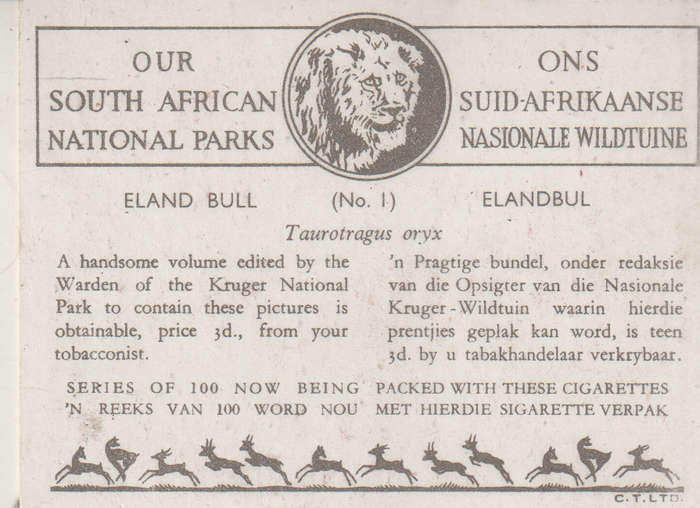 OUR
SOUTH AFRICAN
NATIONAL PARKS
ONS
SUID-AFRIKAANSE
NASIONALE WILDTUINE
ELAND BULL (No. 1) ELANDBUL
Taurotragus oryx
A handsome volume edited by the
Warden of the Kruger National
Park to contain these pictures is
obtainable, price 3d., from your
tobacconist.
'n Pragtige bundel, onder redaksie
van die Opsigter van die Nasionale
Kruger-Wildtuin waarin hierdie
prentjies geplak kan word, is teen
3d. by u tabakhandelaar verkrybaar.
SERIES OF 100 NOW BEING PACKED WITH THESE CIGARETTES
'N REEKS VAN 100 WORD NOU MET HIERDIE SIGARETTE VERPAK
C.T.LTD.